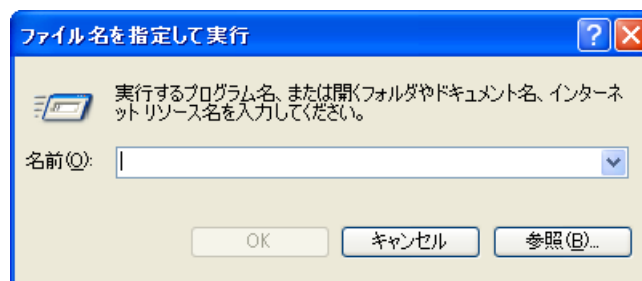 ファイル名を指定して実行
実行するプログラム名、または開くフォルダやドキュメント名、インターネ
ット リソース名を入力してください。
名前(O):
OK
キャンセル
参照(B)...